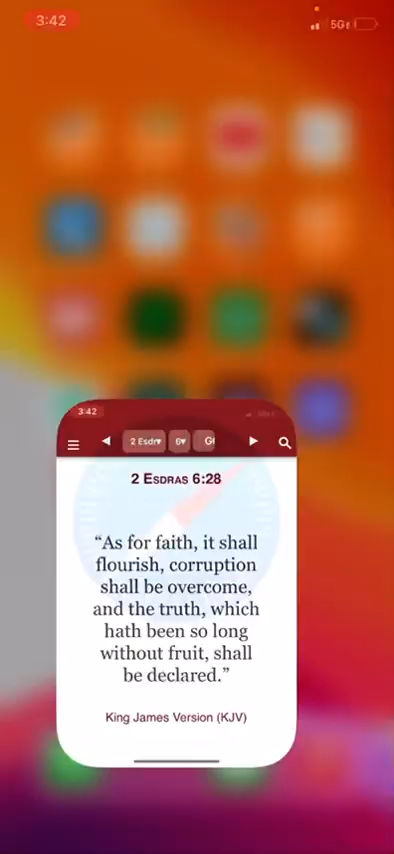 3:42
5G
3:42
2 Esdr▾ 6▾ G
2 ESDRAS 6:28
“As for faith, it shall
flourish, corruption
shall be overcome,
and the truth, which
hath been so long
without fruit, shall
be declared.”
King James Version (KJV)